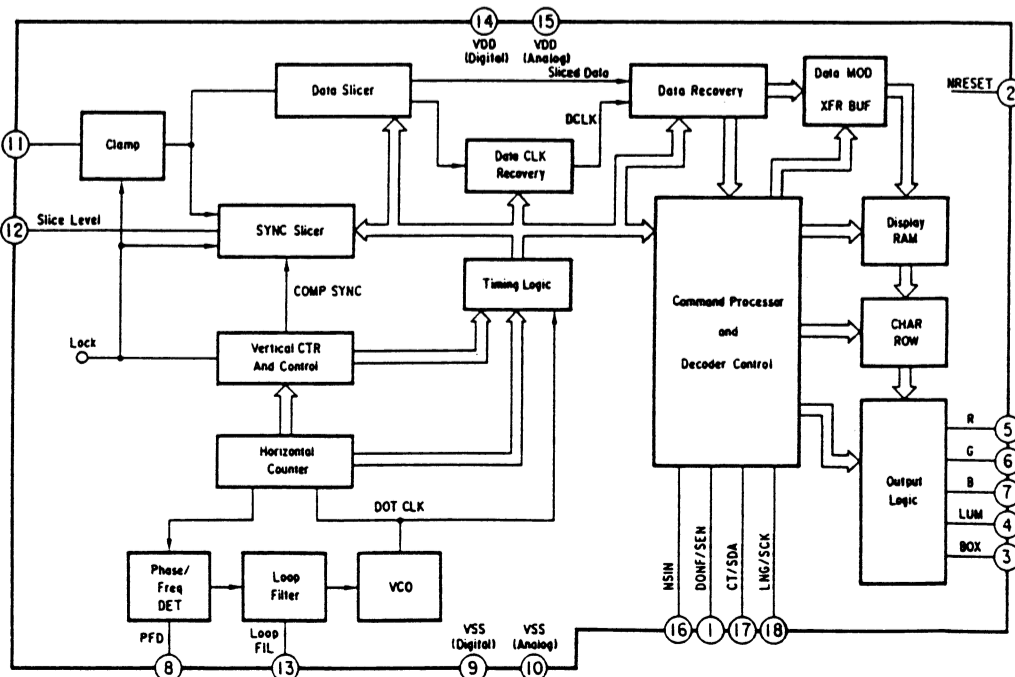 14
15
VDD
(Digital)
VDD
(Analog)
Sliced Data
Data Slicer
Data Recovery
Data MOD
XFR BUF
NRESET
2
11
Clamp
DCLK
Data CLK
Recovery
12
Slice Level
SYNC Slicer
Display
RAM
COMP SYNC
Timing Logic
Command Processor
and
Decoder Control
CHAR
ROW
Lock
Vertical CTR
And Control
Horizontal
Counter
R
5
G
6
B
7
LUM
4
BOX
3
Output
Logic
DOT CLK
Phase/
Freq
DET
Loop
Filter
VCO
MSIN
DONF/SEN
CT/SDA
LNG/SCK
PFD
8
Loop
FIL
13
VSS
(Digital)
9
VSS
(Analog)
10
16
1
17
18